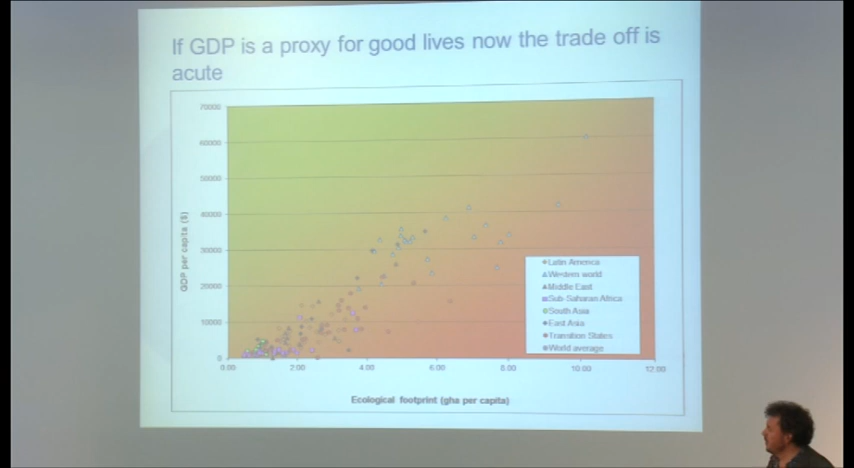 If GDP is a proxy for good lives now the trade off is
acute
70000
60000
50000
40000
30000
20000
10000
0
GDP per capita ($)
0.00 2.00 4.00 6.00 8.00 10.00 12.00
Ecological footprint (gha per capita)
Latin America
Western world
Middle East
Sub-Saharan Africa
South Asia
East Asia
Transition States
World average